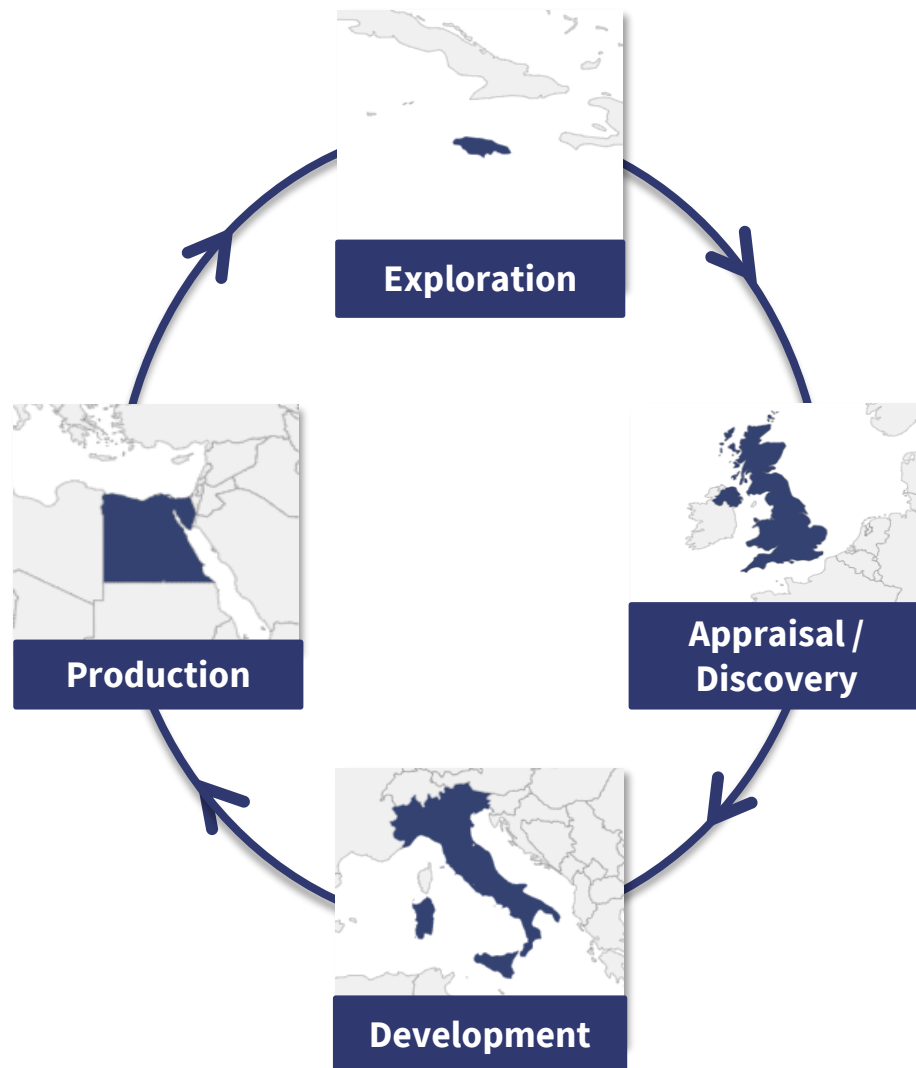 Exploration
Appraisal /
Discovery
Production
Development